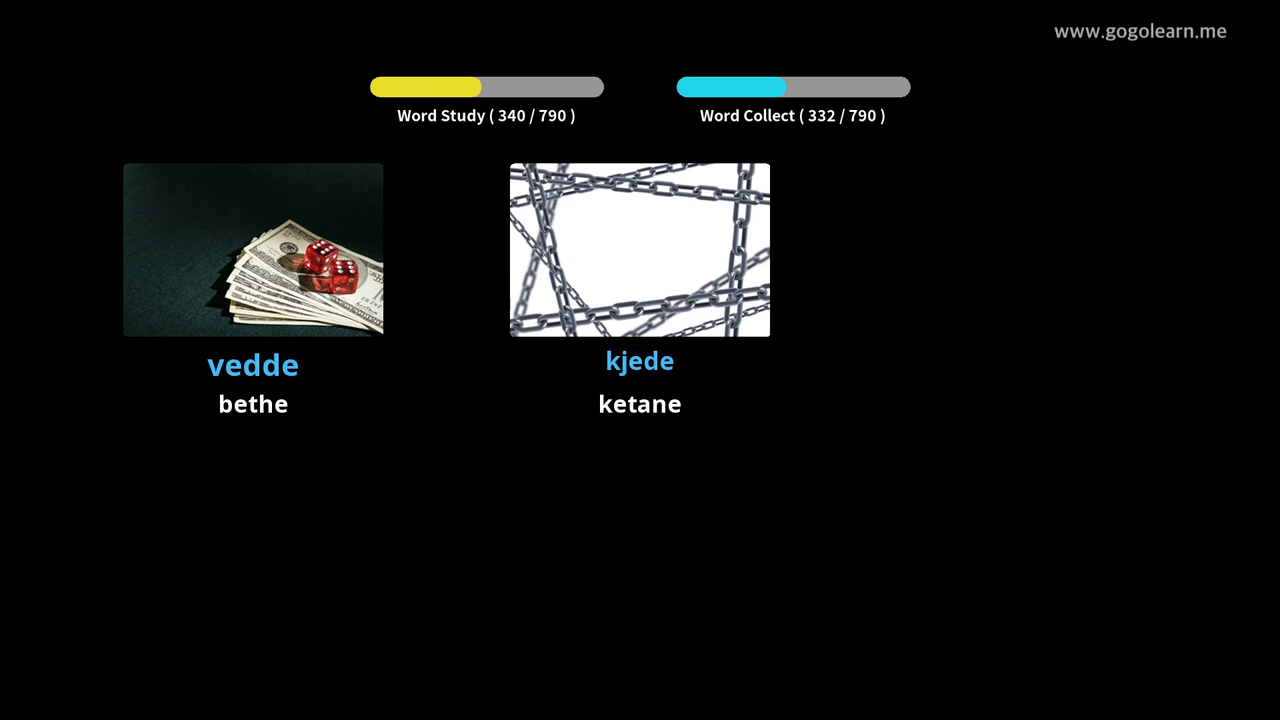 www.gogolearn.me
Word Study ( 340 / 790 )
Word Collect ( 332 / 790 )
vedde
bethe
kjede
ketane